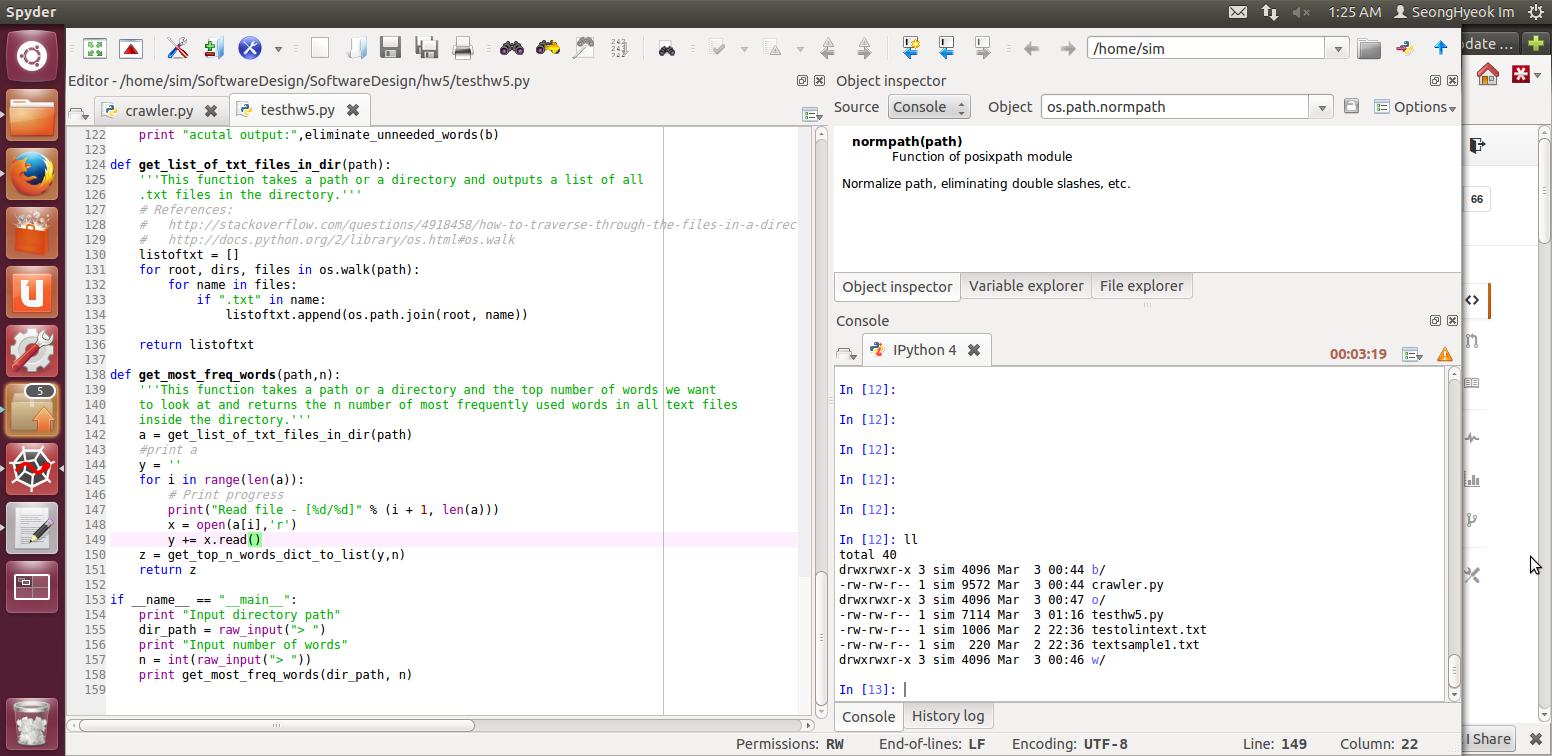 Spyder
1:25 AM SeongHyeok Im
/home/sim
Editor - /home/sim/SoftwareDesign/SoftwareDesign/hw5/testhw5.py
crawler.py testhw5.py
122     print "acutal output:",eliminate_unneeded_words(b)
123
124 def get_list_of_txt_files_in_dir(path):
125     '''This function takes a path or a directory and outputs a list of all
126     .txt files in the directory.'''
127     # References:
128     #   http://stackoverflow.com/questions/4918458/how-to-traverse-through-the-files-in-a-direc
129     #   http://docs.python.org/2/library/os.html#os.walk
130     listoftxt = []
131     for root, dirs, files in os.walk(path):
132         for name in files:
133             if ".txt" in name:
134                 listoftxt.append(os.path.join(root, name))
135
136     return listoftxt
137
138 def get_most_freq_words(path,n):
139     '''This function takes a path or a directory and the top number of words we want
140     to look at and returns the n number of most frequently used words in all text files
141     inside the directory.'''
142     a = get_list_of_txt_files_in_dir(path)
143     #print a
144     y = ''
145     for i in range(len(a)):
146         # Print progress
147         print("Read file - [%d/%d]" % (i + 1, len(a)))
148         x = open(a[i],'r')
149         y += x.read()
150     z = get_top_n_words_dict_to_list(y,n)
151     return z
152
153 if __name__ == "__main__":
154     print "Input directory path"
155     dir_path = raw_input("> ")
156     print "Input number of words"
157     n = int(raw_input("> "))
158     print get_most_freq_words(dir_path, n)
159
Object inspector
Source Console Object os.path.normpath Options
normpath(path)
Function of posixpath module
Normalize path, eliminating double slashes, etc.
Object inspector Variable explorer File explorer
Console
IPython 4 00:03:19
In [12]:
In [12]:
In [12]:
In [12]:
In [12]:
In [12]: ll
total 40
drwxrwxr-x 3 sim 4096 Mar  3 00:44 b/
-rw-rw-r-- 1 sim 9572 Mar  3 00:44 crawler.py
drwxrwxr-x 3 sim 4096 Mar  3 00:47 o/
-rw-rw-r-- 1 sim 7114 Mar  3 01:16 testhw5.py
-rw-rw-r-- 1 sim 1006 Mar  2 22:36 testolintext.txt
-rw-rw-r-- 1 sim  220 Mar  2 22:36 textsample1.txt
drwxrwxr-x 3 sim 4096 Mar  3 00:46 w/
In [13]:
Console History log
Permissions: RW End-of-lines: LF Encoding: UTF-8 Line: 149 Column: 22
5
date ...
66
I Share